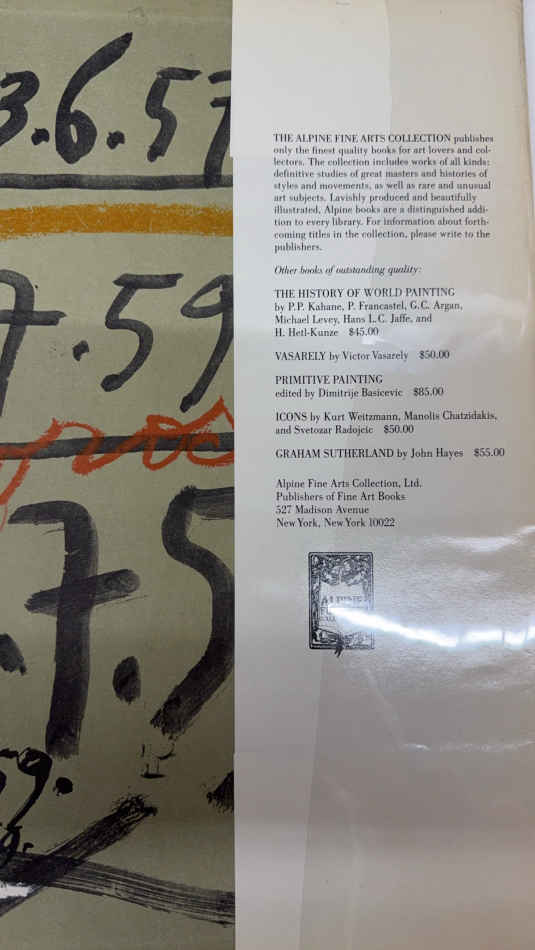 3.6.57
7.59
7.5
59.
THE ALPINE FINE ARTS COLLECTION publishes
only the finest quality books for art lovers and col-
lectors. The collection includes works of all kinds:
definitive studies of great masters and histories of
styles and movements, as well as rare and unusual
art subjects. Lavishly produced and beautifully
illustrated, Alpine books are a distinguished addi-
tion to every library. For information about forth-
coming titles in the collection, please write to the
publishers.
Other books of outstanding quality:
THE HISTORY OF WORLD PAINTING
by P.P. Kahane, P. Francastel, G.C. Argan,
Michael Levey, Hans L.C. Jaffe, and
H. Hetl-Kunze $45.00
VASARELY by Victor Vasarely $50.00
PRIMITIVE PAINTING
edited by Dimitrije Basicevic $85.00
ICONS by Kurt Weitzmann, Manolis Chatzidakis,
and Svetozar Radojcic $50.00
GRAHAM SUTHERLAND by John Hayes $55.00
Alpine Fine Arts Collection, Ltd.
Publishers of Fine Art Books
527 Madison Avenue
New York, New York 10022
ALPINE